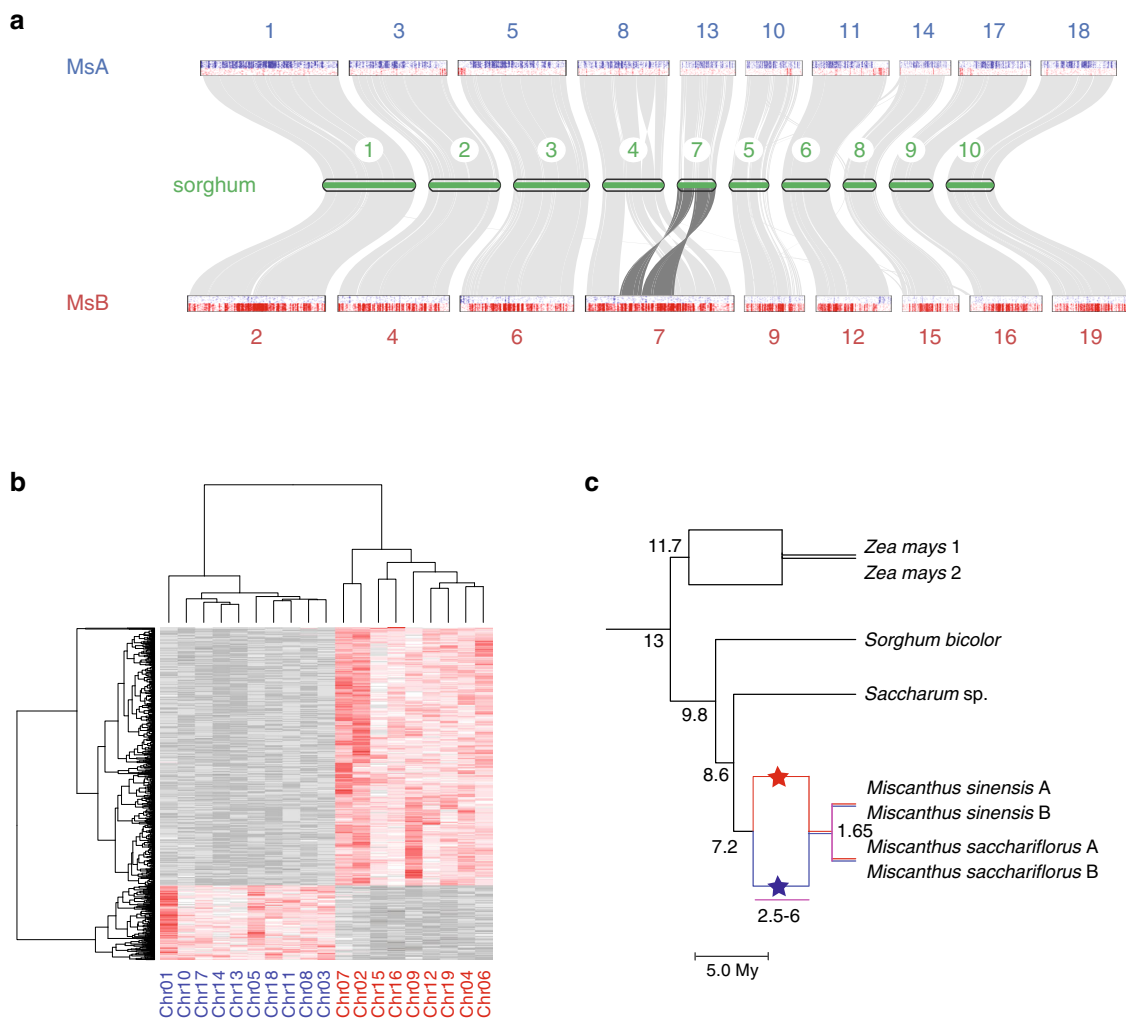 a
1 3 5 8 13 10 11 14 17 18
MsA
1 2 3 4 7 5 6 8 9 10
sorghum
MsB
2 4 6 7 9 12 15 16 19
b
Chr01 Chr10 Chr17 Chr14 Chr13 Chr05 Chr18 Chr11 Chr08 Chr03 Chr07 Chr02 Chr15 Chr16 Chr09 Chr12 Chr19 Chr04 Chr06
c
11.7
Zea mays 1
Zea mays 2
13
Sorghum bicolor
Saccharum sp.
9.8
8.6
Miscanthus sinensis A
Miscanthus sinensis B
1.65
7.2
Miscanthus sacchariflorus A
Miscanthus sacchariflorus B
2.5-6
5.0 My